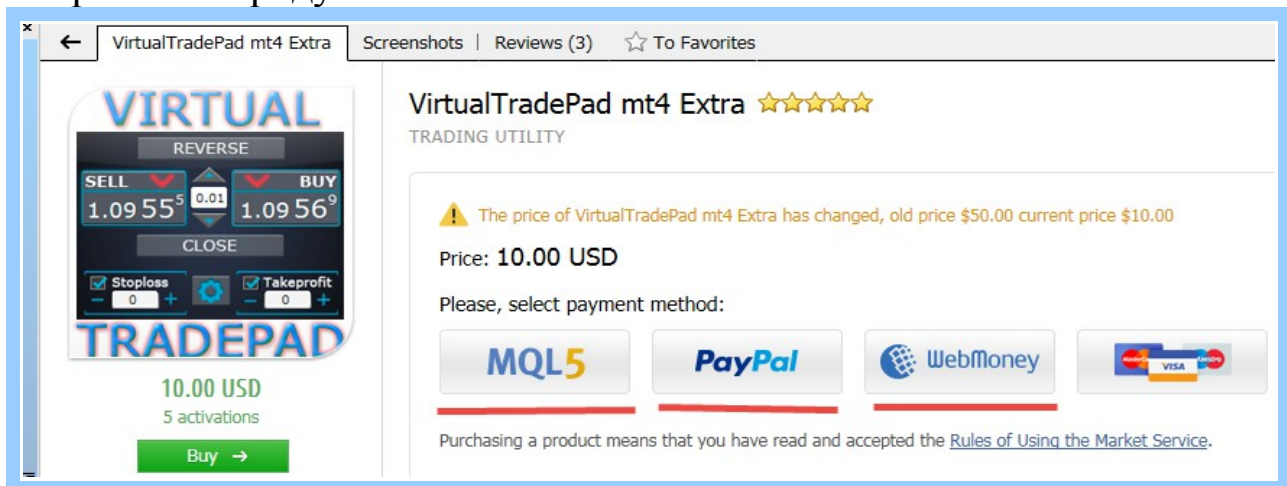 VirtualTradePad mt4 Extra Screenshots | Reviews (3) To Favorites
VIRTUAL
REVERSE
SELL BUY
1.09 55⁵ 0.01 1.09 56⁹
CLOSE
Stoploss Takeprofit
− 0 + − 0 +
TRADEPAD
10.00 USD
5 activations
Buy →
VirtualTradePad mt4 Extra
TRADING UTILITY
The price of VirtualTradePad mt4 Extra has changed, old price $50.00 current price $10.00
Price: 10.00 USD
Please, select payment method:
MQL5 PayPal WebMoney VISA
Purchasing a product means that you have read and accepted the Rules of Using the Market Service.